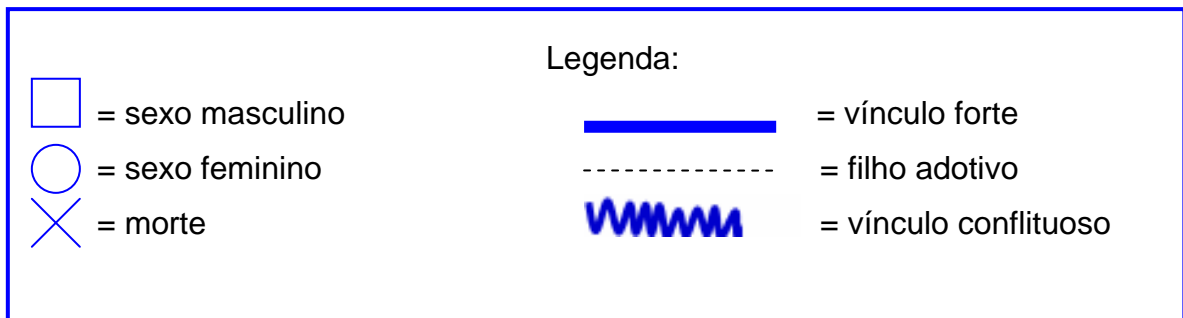 Legenda:
= sexo masculino
= vínculo forte
= sexo feminino
= filho adotivo
= morte
= vínculo conflituoso